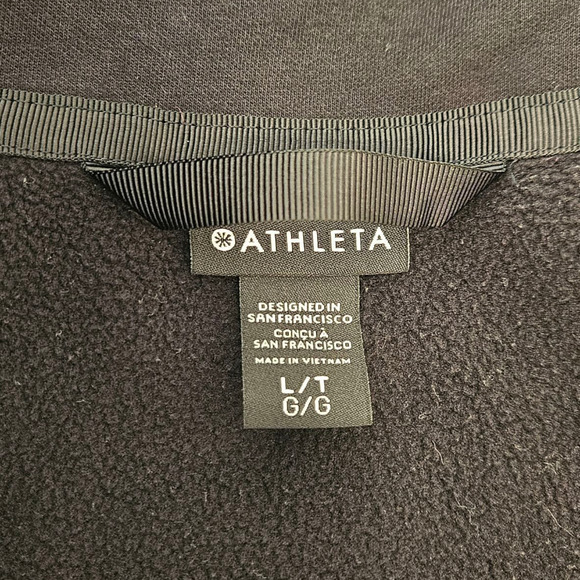 ATHLETA
DESIGNED IN
SAN FRANCISCO
CONÇU À
SAN FRANCISCO
MADE IN VIETNAM
L/T
G/G